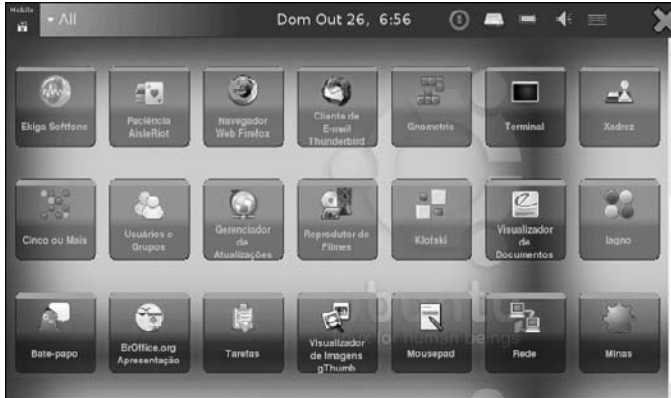 Mobile
All
Dom Out 26, 6:56
Ekiga Softfone
Paciência
AisleRiot
Navegador
Web Firefox
Cliente de
E-mail
Thunderbird
Gnometris
Terminal
Xadrez
Cinco ou Mais
Usuários e
Grupos
Gerenciador
de
Atualizações
Reprodutor de
Filmes
Klotski
Visualizador
de
Documentos
Iagno
Bate-papo
BrOffice.org
Apresentação
Tarefas
Visualizador
de Imagens
gThumb
Mousepad
Rede
Minas
ubuntu
for human beings